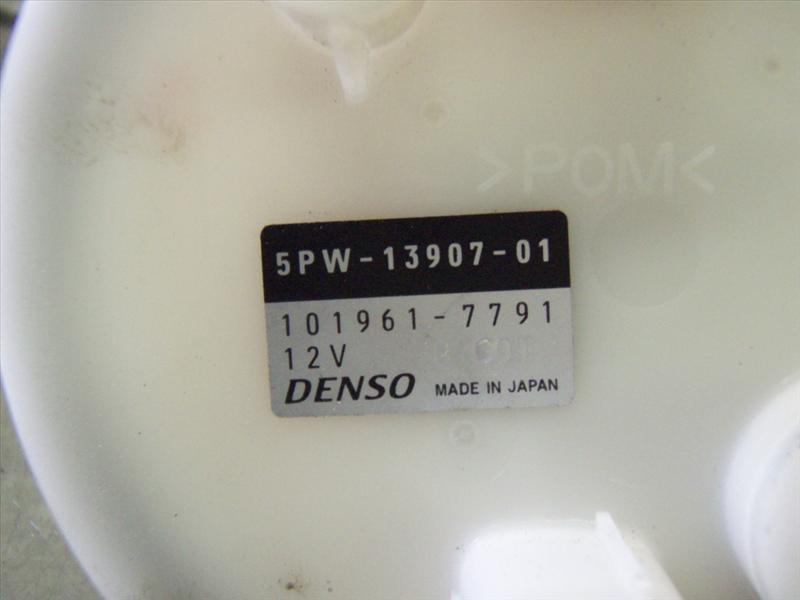 >POM<
5PW-13907-01
101961-7791
12V
DENSO MADE IN JAPAN